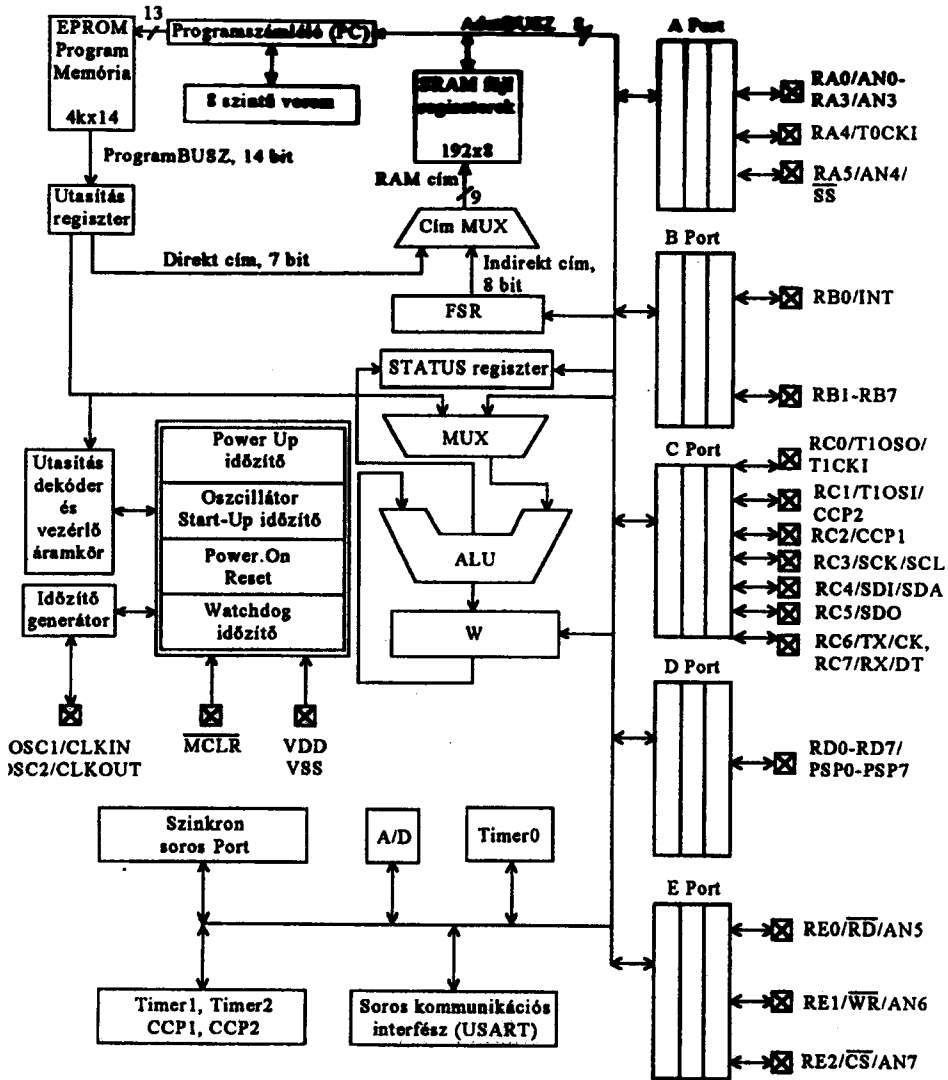 13
EPROM
Program
Memória
4kx14
Programszámláló (PC)
8 szintű verem
AdatBUSZ 8
SRAM fájl
regiszterek
192x8
RAM cím
9
Cím MUX
ProgramBUSZ, 14 bit
Utasítás
regiszter
Direkt cím, 7 bit
Indirekt cím,
8 bit
FSR
STATUS regiszter
MUX
ALU
W
Utasítás
dekóder
és
vezérlő
áramkör
Időzítő
generátor
Power Up
időzítő
Oszcillátor
Start-Up időzítő
Power.On
Reset
Watchdog
időzítő
OSC1/CLKIN
OSC2/CLKOUT
MCLR
VDD
VSS
Szinkron
soros Port
A/D
Timer0
Timer1, Timer2
CCP1, CCP2
Soros kommunikációs
interfész (USART)
A Port
RA0/AN0-
RA3/AN3
RA4/T0CKI
RA5/AN4/
SS
B Port
RB0/INT
RB1-RB7
C Port
RC0/T1OSO/
T1CKI
RC1/T1OSI/
CCP2
RC2/CCP1
RC3/SCK/SCL
RC4/SDI/SDA
RC5/SDO
RC6/TX/CK,
RC7/RX/DT
D Port
RD0-RD7/
PSP0-PSP7
E Port
RE0/RD/AN5
RE1/WR/AN6
RE2/CS/AN7